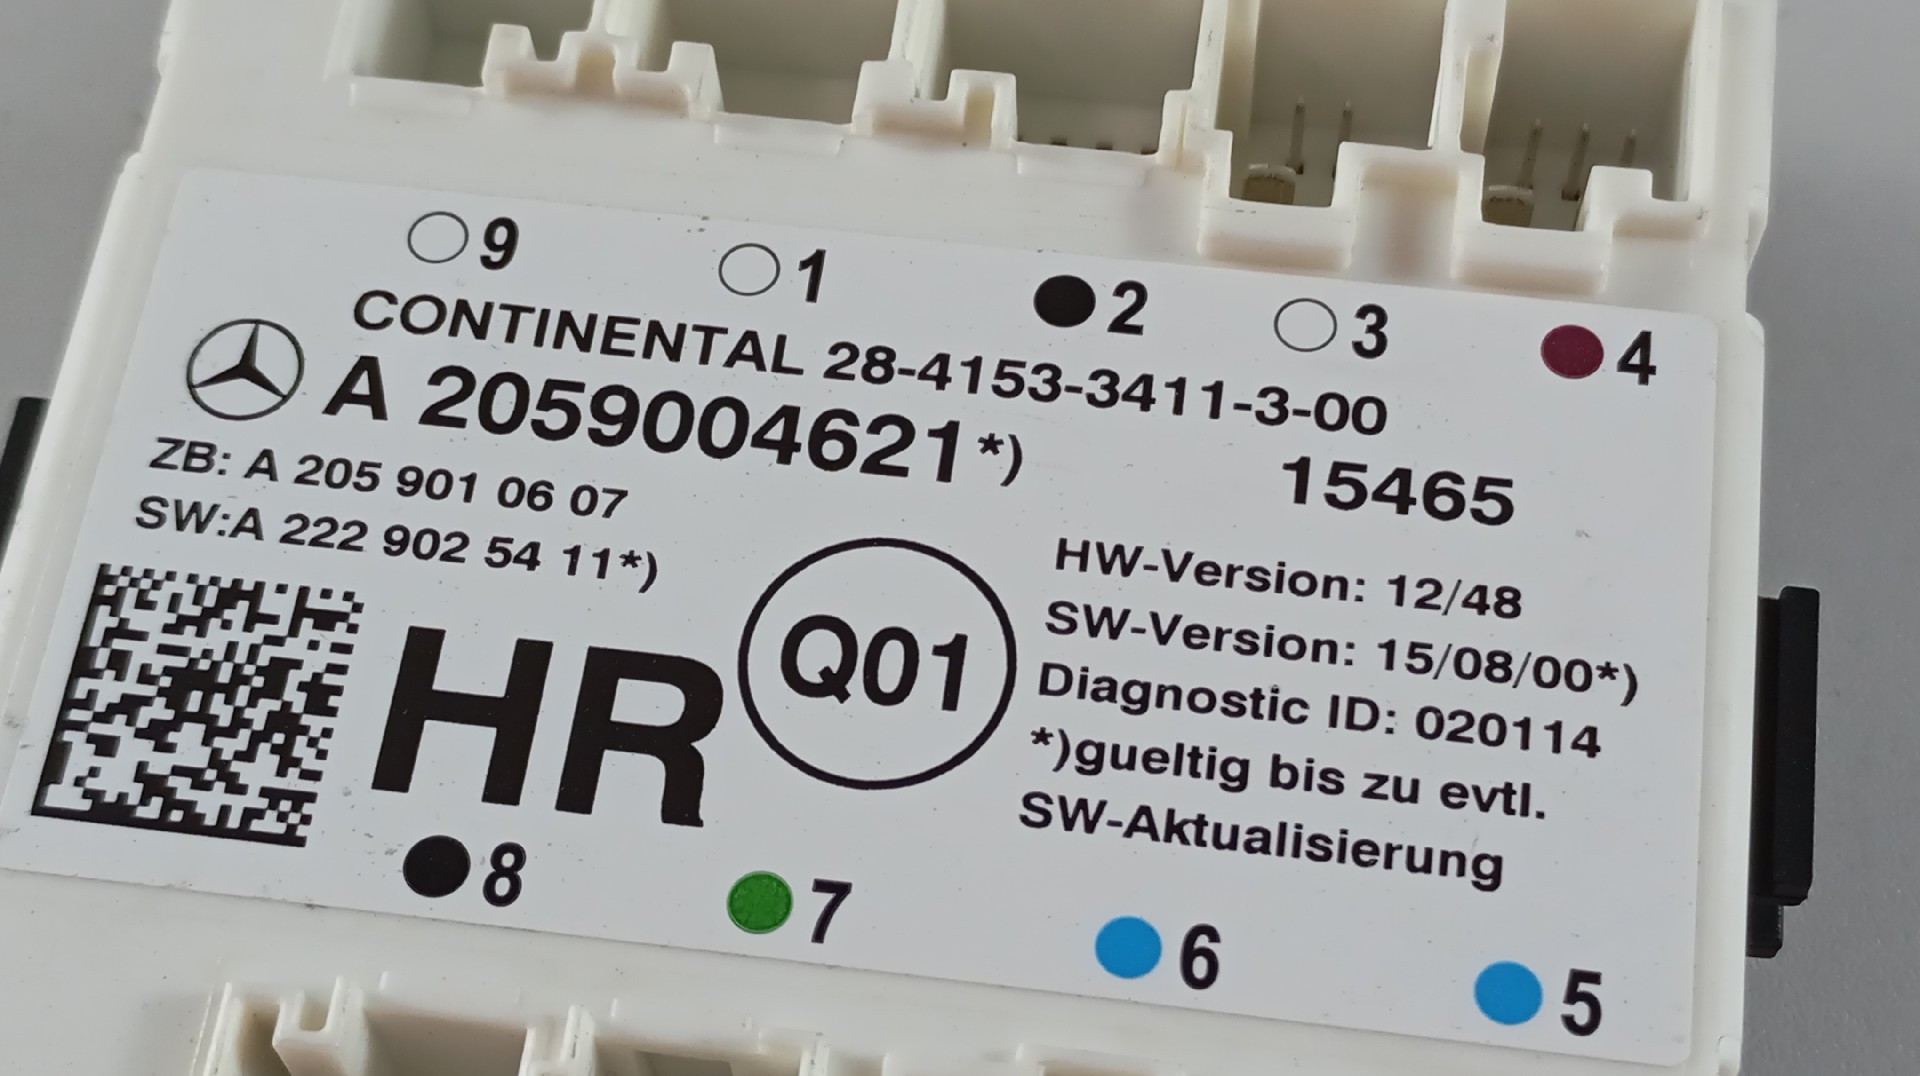 9 1 2 3 4
CONTINENTAL 28-4153-3411-3-00
A 2059004621*)
15465
ZB: A 205 901 06 07
SW:A 222 902 54 11*)
HR
Q01
HW-Version: 12/48
SW-Version: 15/08/00*)
Diagnostic ID: 020114
*)gueltig bis zu evtl.
SW-Aktualisierung
8 7 6 5